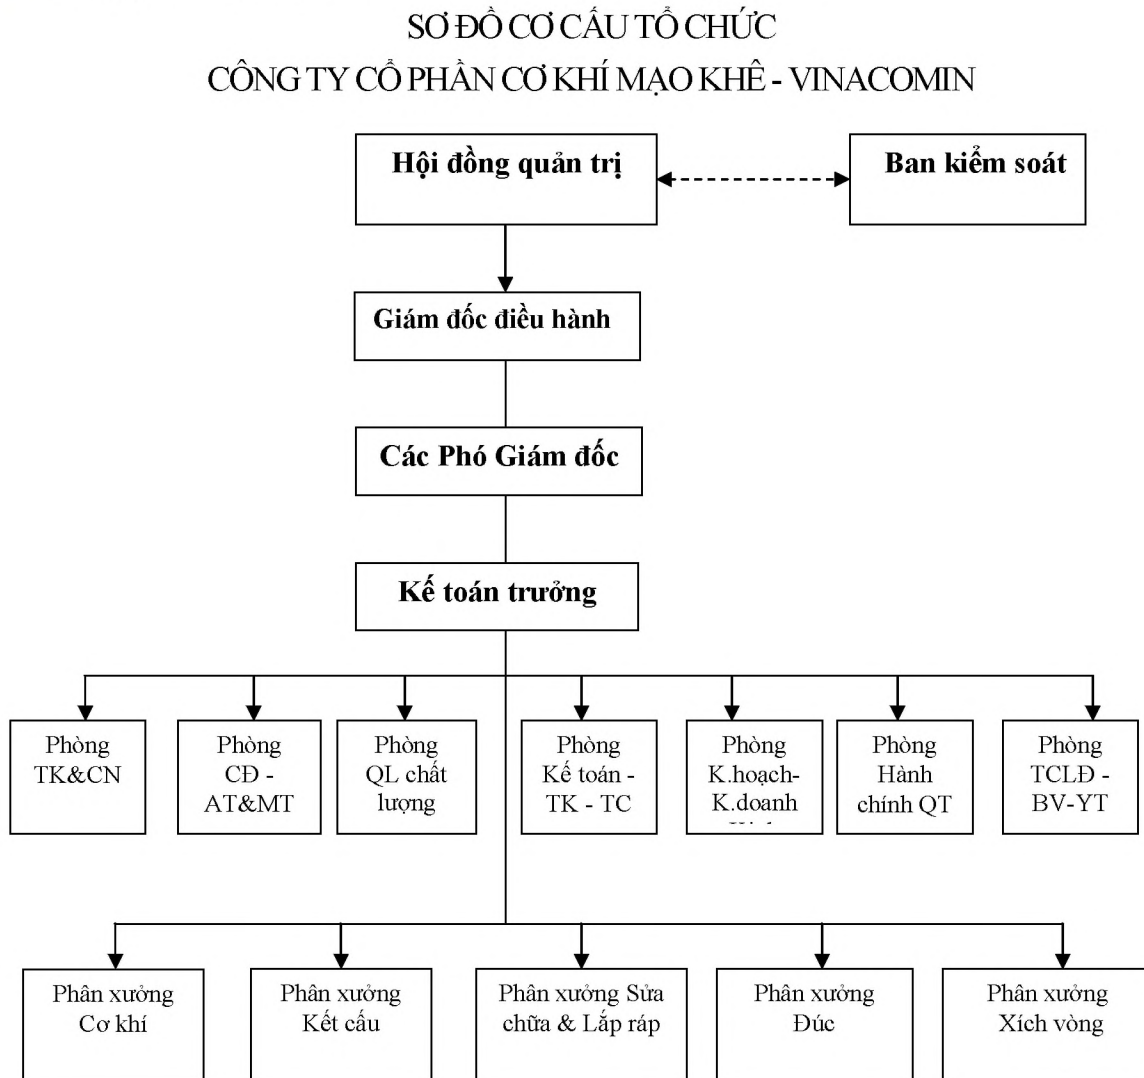 SƠ ĐỒ CƠ CẤU TỔ CHỨC
CÔNG TY CỔ PHẦN CƠ KHÍ MẠO KHÊ - VINACOMIN
Hội đồng quản trị
Ban kiểm soát
Giám đốc điều hành
Các Phó Giám đốc
Kế toán trưởng
Phòng
TK&CN
Phòng
CĐ -
AT&MT
Phòng
QL chất
lượng
Phòng
Kế toán -
TK - TC
Phòng
K.hoạch-
K.doanh
Phòng
Hành
chính QT
Phòng
TCLĐ -
BV-YT
Phân xưởng
Cơ khí
Phân xưởng
Kết cấu
Phân xưởng Sửa
chữa & Lắp ráp
Phân xưởng
Đúc
Phân xưởng
Xích vòng